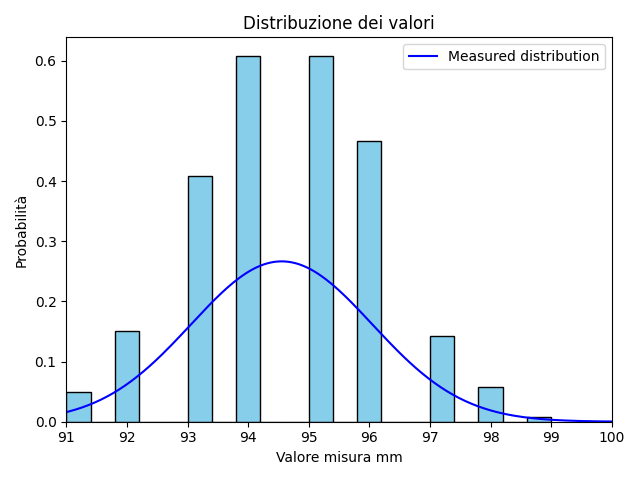 Distribuzione dei valori
Measured distribution
Probabilità
0.6
0.5
0.4
0.3
0.2
0.1
0.0
91 92 93 94 95 96 97 98 99 100
Valore misura mm